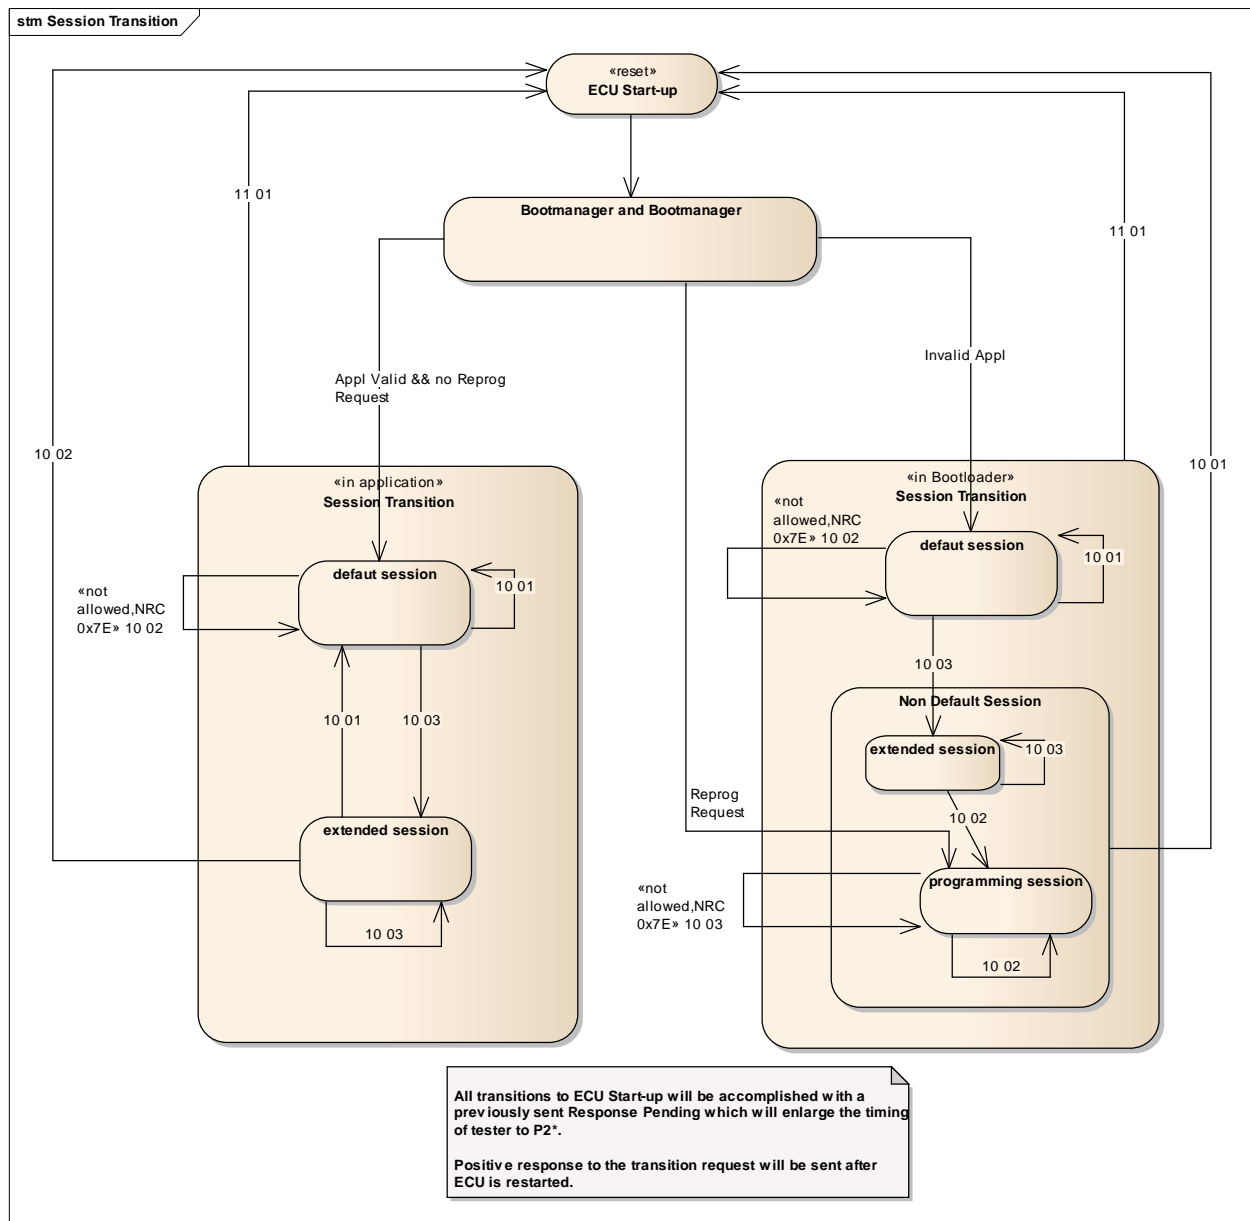 stm Session Transition
«reset»
ECU Start-up
11 01
11 01
Bootmanager and Bootmanager
Invalid Appl
Appl Valid && no Reprog
Request
10 02
10 01
«in application»
Session Transition
«in Bootloader»
Session Transition
«not
allowed,NRC
0x7E» 10 02
defaut session
10 01
defaut session
10 01
«not
allowed,NRC
0x7E» 10 02
10 03
10 01
10 03
Non Default Session
extended session
10 03
Reprog
Request
10 02
extended session
10 03
programming session
«not
allowed,NRC
0x7E» 10 03
10 02
All transitions to ECU Start-up will be accomplished with a
previously sent Response Pending which will enlarge the timing
of tester to P2*.
Positive response to the transition request will be sent after
ECU is restarted.